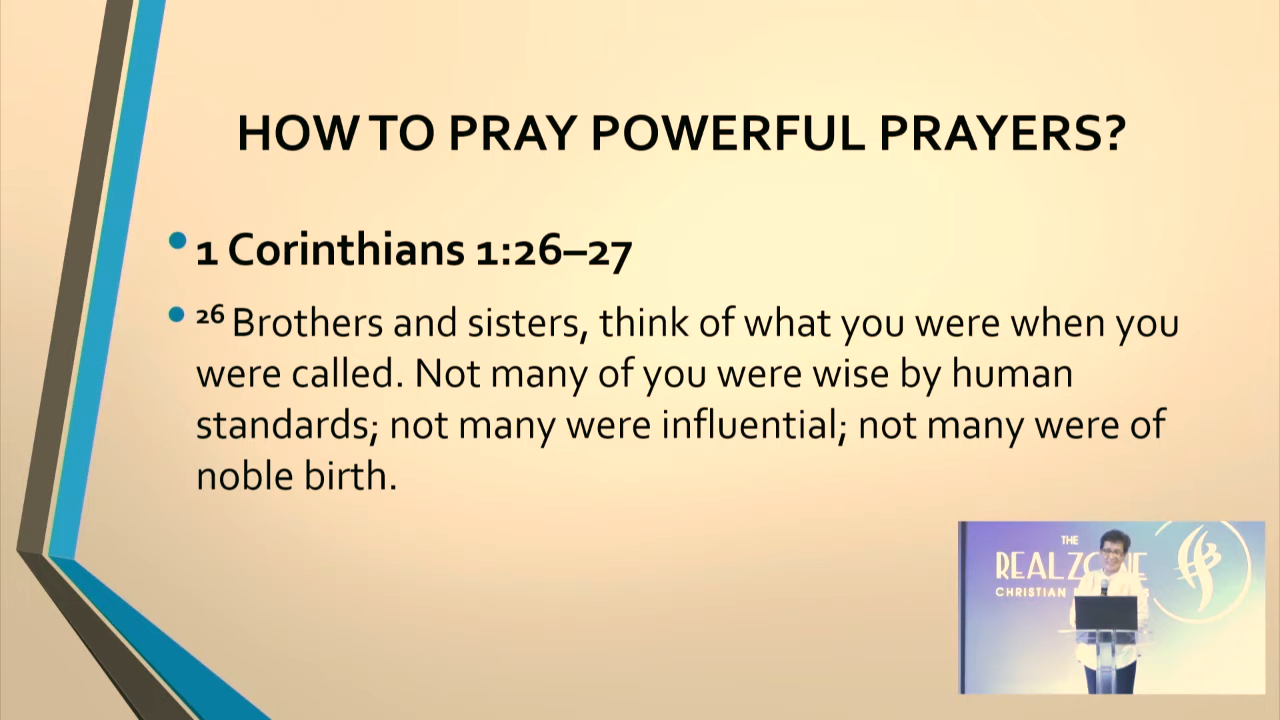 HOW TO PRAY POWERFUL PRAYERS?
• 1 Corinthians 1:26–27
• 26 Brothers and sisters, think of what you were when you
were called. Not many of you were wise by human
standards; not many were influential; not many were of
noble birth.
THE
REAL
CHRISTIAN